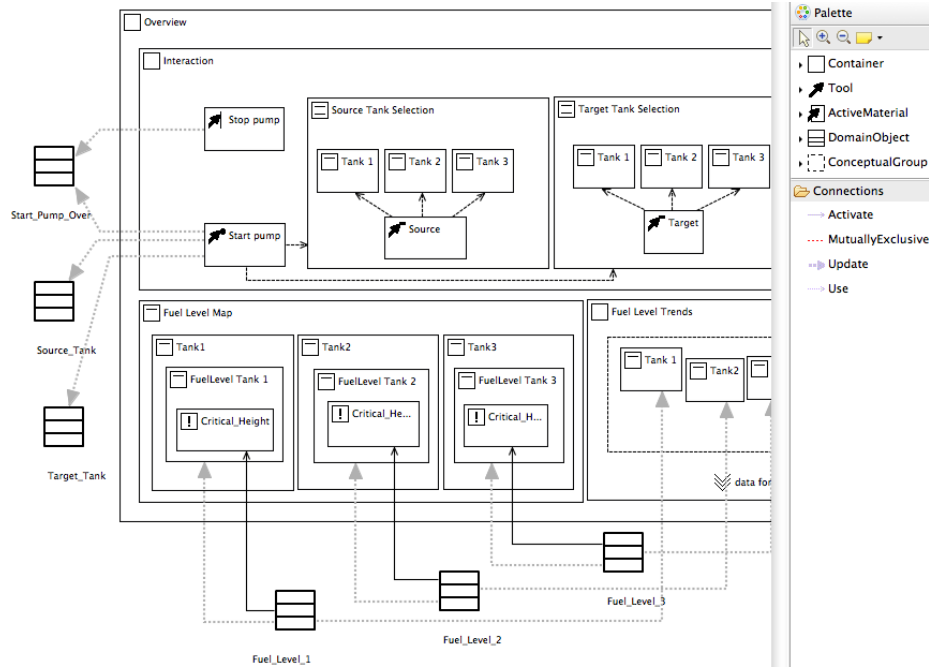 Overview
Interaction
Stop pump
Start pump
Source Tank Selection
Tank 1
Tank 2
Tank 3
Source
Target Tank Selection
Tank 1
Tank 2
Tank 3
Target
Start_Pump_Over
Source_Tank
Target_Tank
Fuel Level Map
Tank1
FuelLevel Tank 1
Critical_Height
Tank2
FuelLevel Tank 2
Critical_He...
Tank3
FuelLevel Tank 3
Critical_H...
Fuel Level Trends
Tank 1
Tank2
data for
Fuel_Level_1
Fuel_Level_2
Fuel_Level_3
Palette
Container
Tool
ActiveMaterial
DomainObject
ConceptualGroup
Connections
Activate
MutuallyExclusive
Update
Use